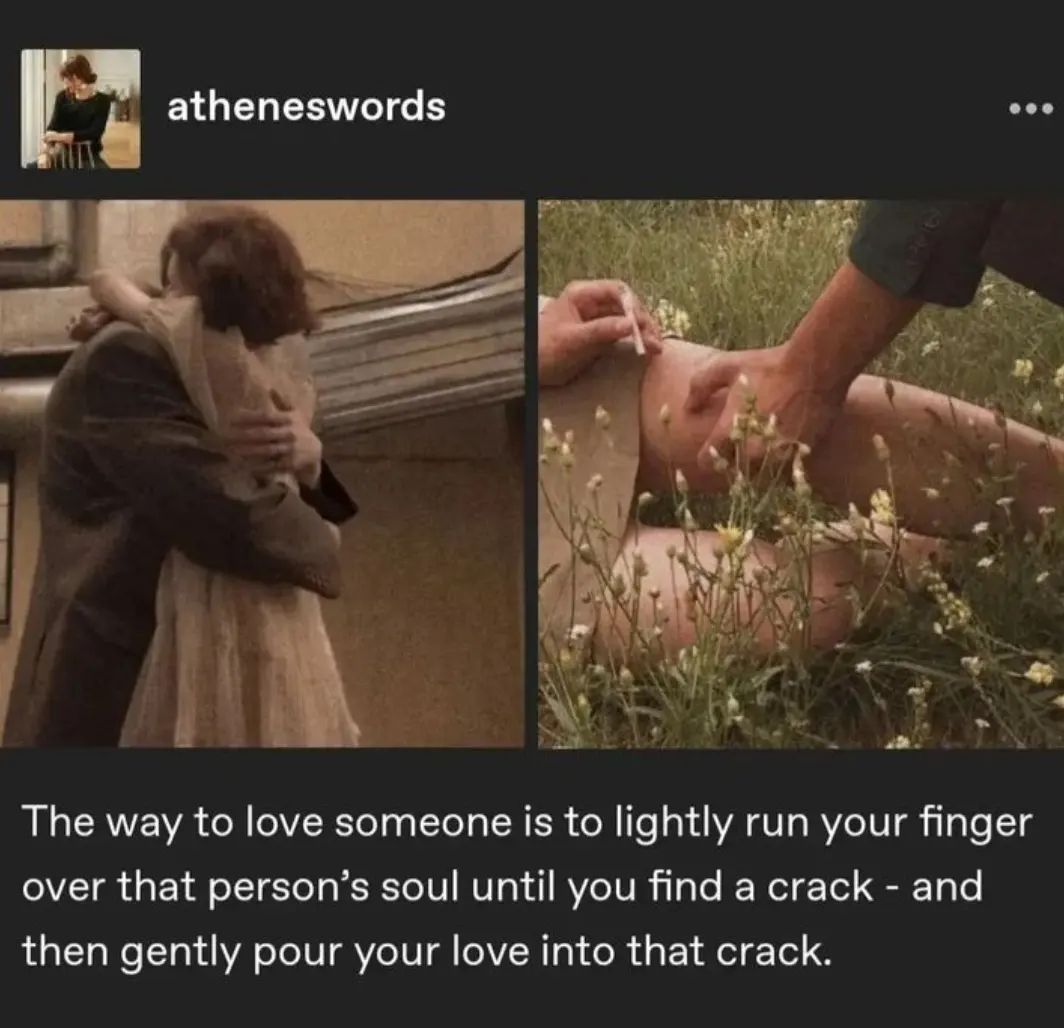 atheneswords
The way to love someone is to lightly run your finger
over that person’s soul until you find a crack - and
then gently pour your love into that crack.